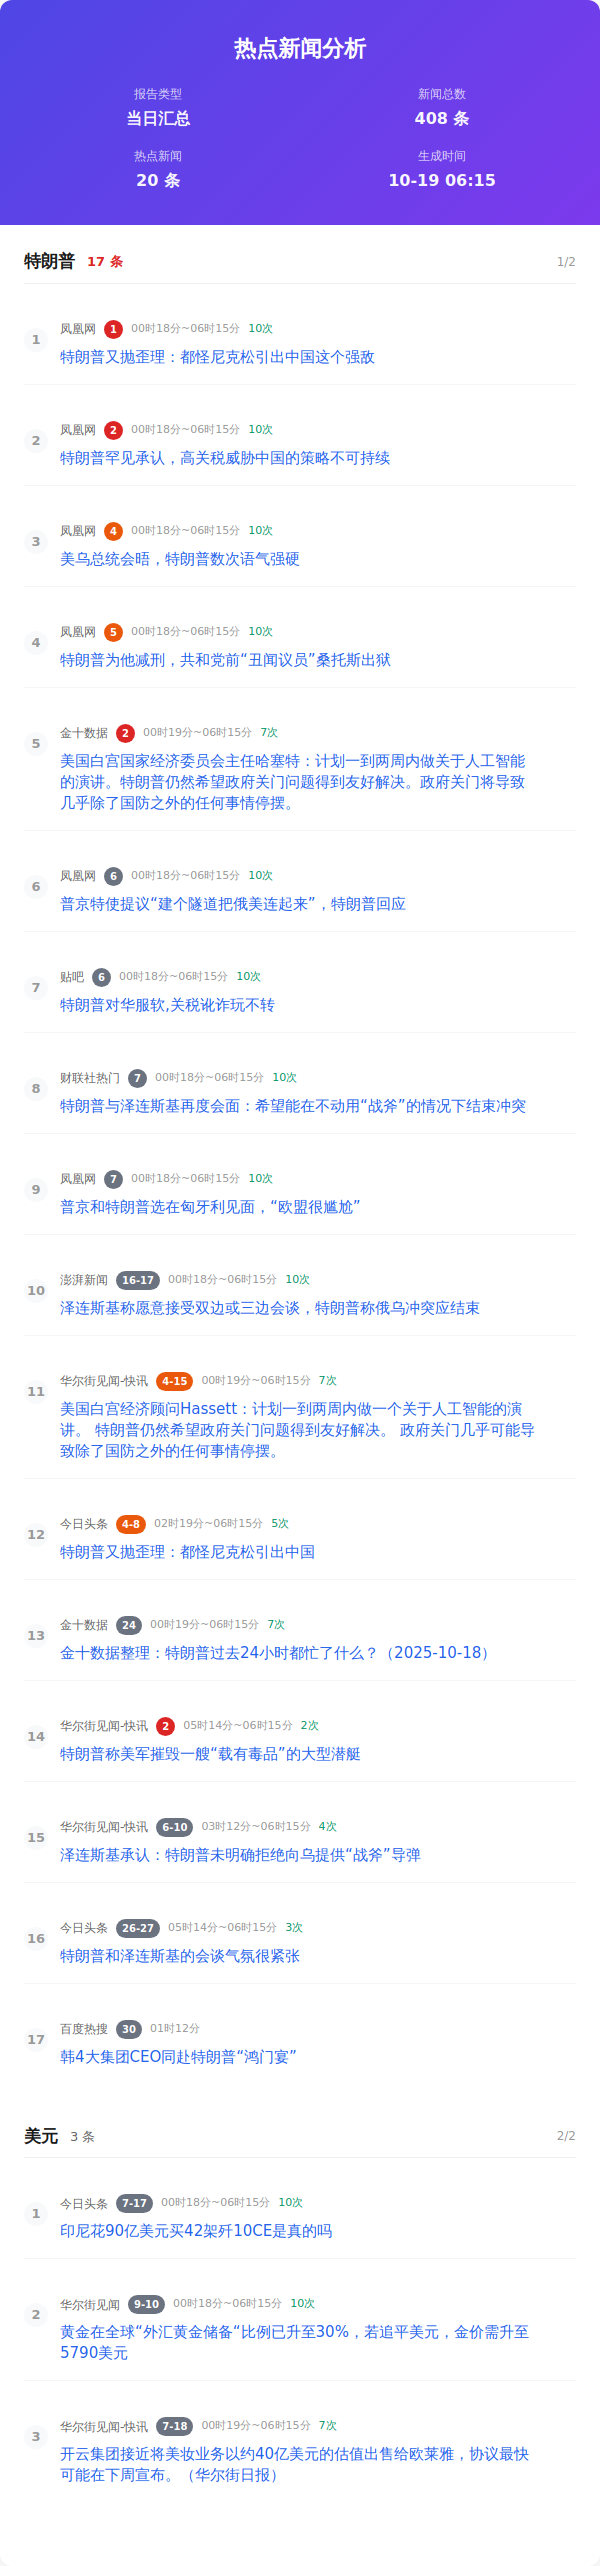 热点新闻分析
报告类型
新闻总数
当日汇总
408 条
热点新闻
生成时间
20 条
10-19 06:15
特朗普 17 条 1/2
1 凤凰网 1 00时18分~06时15分 10次
特朗普又抛歪理：都怪尼克松引出中国这个强敌
2 凤凰网 2 00时18分~06时15分 10次
特朗普罕见承认，高关税威胁中国的策略不可持续
3 凤凰网 4 00时18分~06时15分 10次
美乌总统会晤，特朗普数次语气强硬
4 凤凰网 5 00时18分~06时15分 10次
特朗普为他减刑，共和党前“丑闻议员”桑托斯出狱
5 金十数据 2 00时19分~06时15分 7次
美国白宫国家经济委员会主任哈塞特：计划一到两周内做关于人工智能
的演讲。特朗普仍然希望政府关门问题得到友好解决。政府关门将导致
几乎除了国防之外的任何事情停摆。
6 凤凰网 6 00时18分~06时15分 10次
普京特使提议“建个隧道把俄美连起来”，特朗普回应
7 贴吧 6 00时18分~06时15分 10次
特朗普对华服软,关税讹诈玩不转
8 财联社热门 7 00时18分~06时15分 10次
特朗普与泽连斯基再度会面：希望能在不动用“战斧”的情况下结束冲突
9 凤凰网 7 00时18分~06时15分 10次
普京和特朗普选在匈牙利见面，“欧盟很尴尬”
10 澎湃新闻 16-17 00时18分~06时15分 10次
泽连斯基称愿意接受双边或三边会谈，特朗普称俄乌冲突应结束
11 华尔街见闻-快讯 4-15 00时19分~06时15分 7次
美国白宫经济顾问Hassett：计划一到两周内做一个关于人工智能的演
讲。 特朗普仍然希望政府关门问题得到友好解决。 政府关门几乎可能导
致除了国防之外的任何事情停摆。
12 今日头条 4-8 02时19分~06时15分 5次
特朗普又抛歪理：都怪尼克松引出中国
13 金十数据 24 00时19分~06时15分 7次
金十数据整理：特朗普过去24小时都忙了什么？（2025-10-18）
14 华尔街见闻-快讯 2 05时14分~06时15分 2次
特朗普称美军摧毁一艘“载有毒品”的大型潜艇
15 华尔街见闻-快讯 6-10 03时12分~06时15分 4次
泽连斯基承认：特朗普未明确拒绝向乌提供“战斧”导弹
16 今日头条 26-27 05时14分~06时15分 3次
特朗普和泽连斯基的会谈气氛很紧张
17 百度热搜 30 01时12分
韩4大集团CEO同赴特朗普“鸿门宴”
美元 3 条 2/2
1 今日头条 7-17 00时18分~06时15分 10次
印尼花90亿美元买42架歼10CE是真的吗
2 华尔街见闻 9-10 00时18分~06时15分 10次
黄金在全球“外汇黄金储备“比例已升至30%，若追平美元，金价需升至
5790美元
3 华尔街见闻-快讯 7-18 00时19分~06时15分 7次
开云集团接近将美妆业务以约40亿美元的估值出售给欧莱雅，协议最快
可能在下周宣布。（华尔街日报）